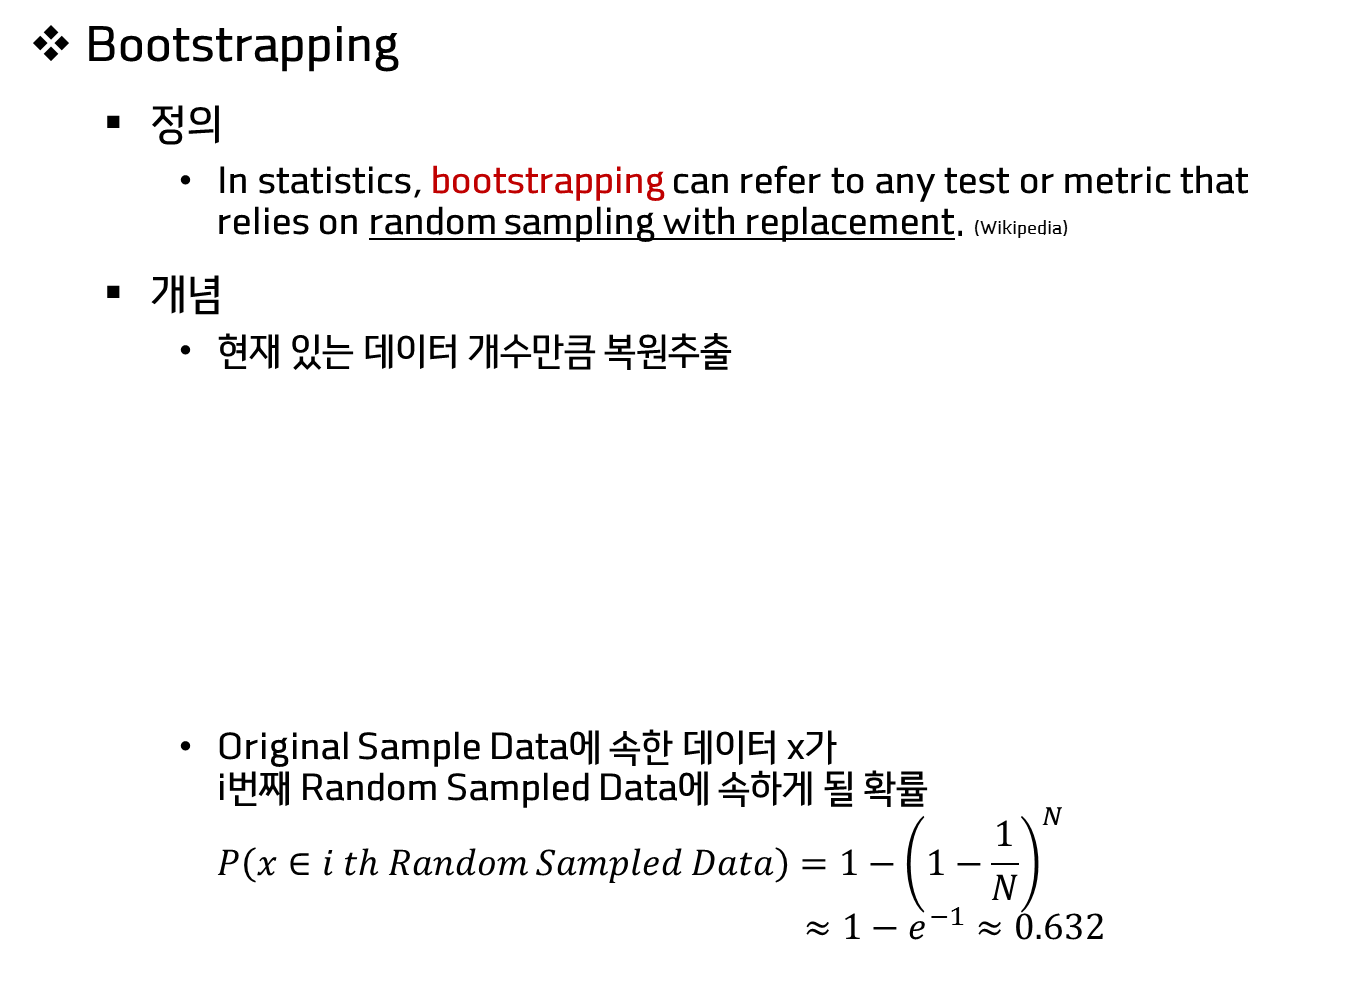 ❖ Bootstrapping
▪ 정의
• In statistics, bootstrapping can refer to any test or metric that
relies on random sampling with replacement. (Wikipedia)
▪ 개념
• 현재 있는 데이터 개수만큼 복원추출
• Original Sample Data에 속한 데이터 x가
i번째 Random Sampled Data에 속하게 될 확률
P(x ∈ i th Random Sampled Data) = 1 − (1 − 1/N)^N
≈ 1 − e^−1 ≈ 0.632